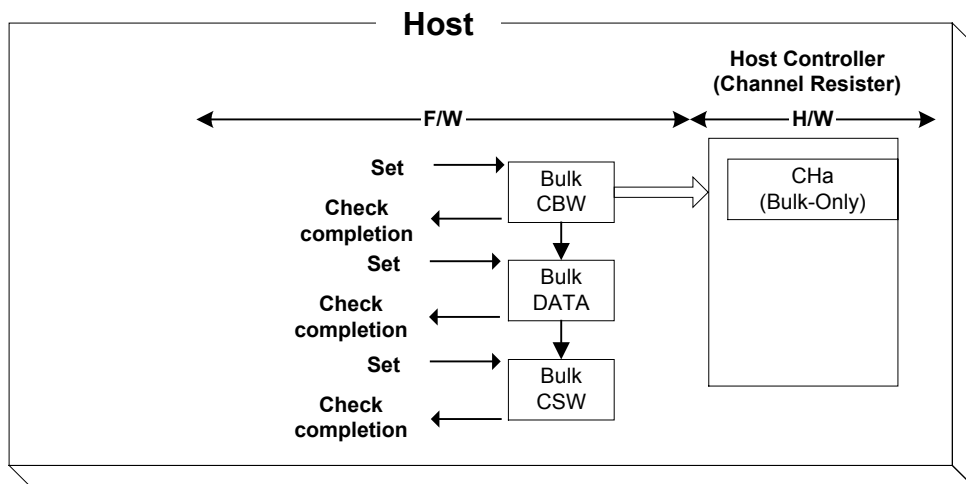 Host
Host Controller
(Channel Resister)
F/W
H/W
Set
Bulk
CBW
CHa
(Bulk-Only)
Check
completion
Set
Bulk
DATA
Check
completion
Set
Bulk
CSW
Check
completion